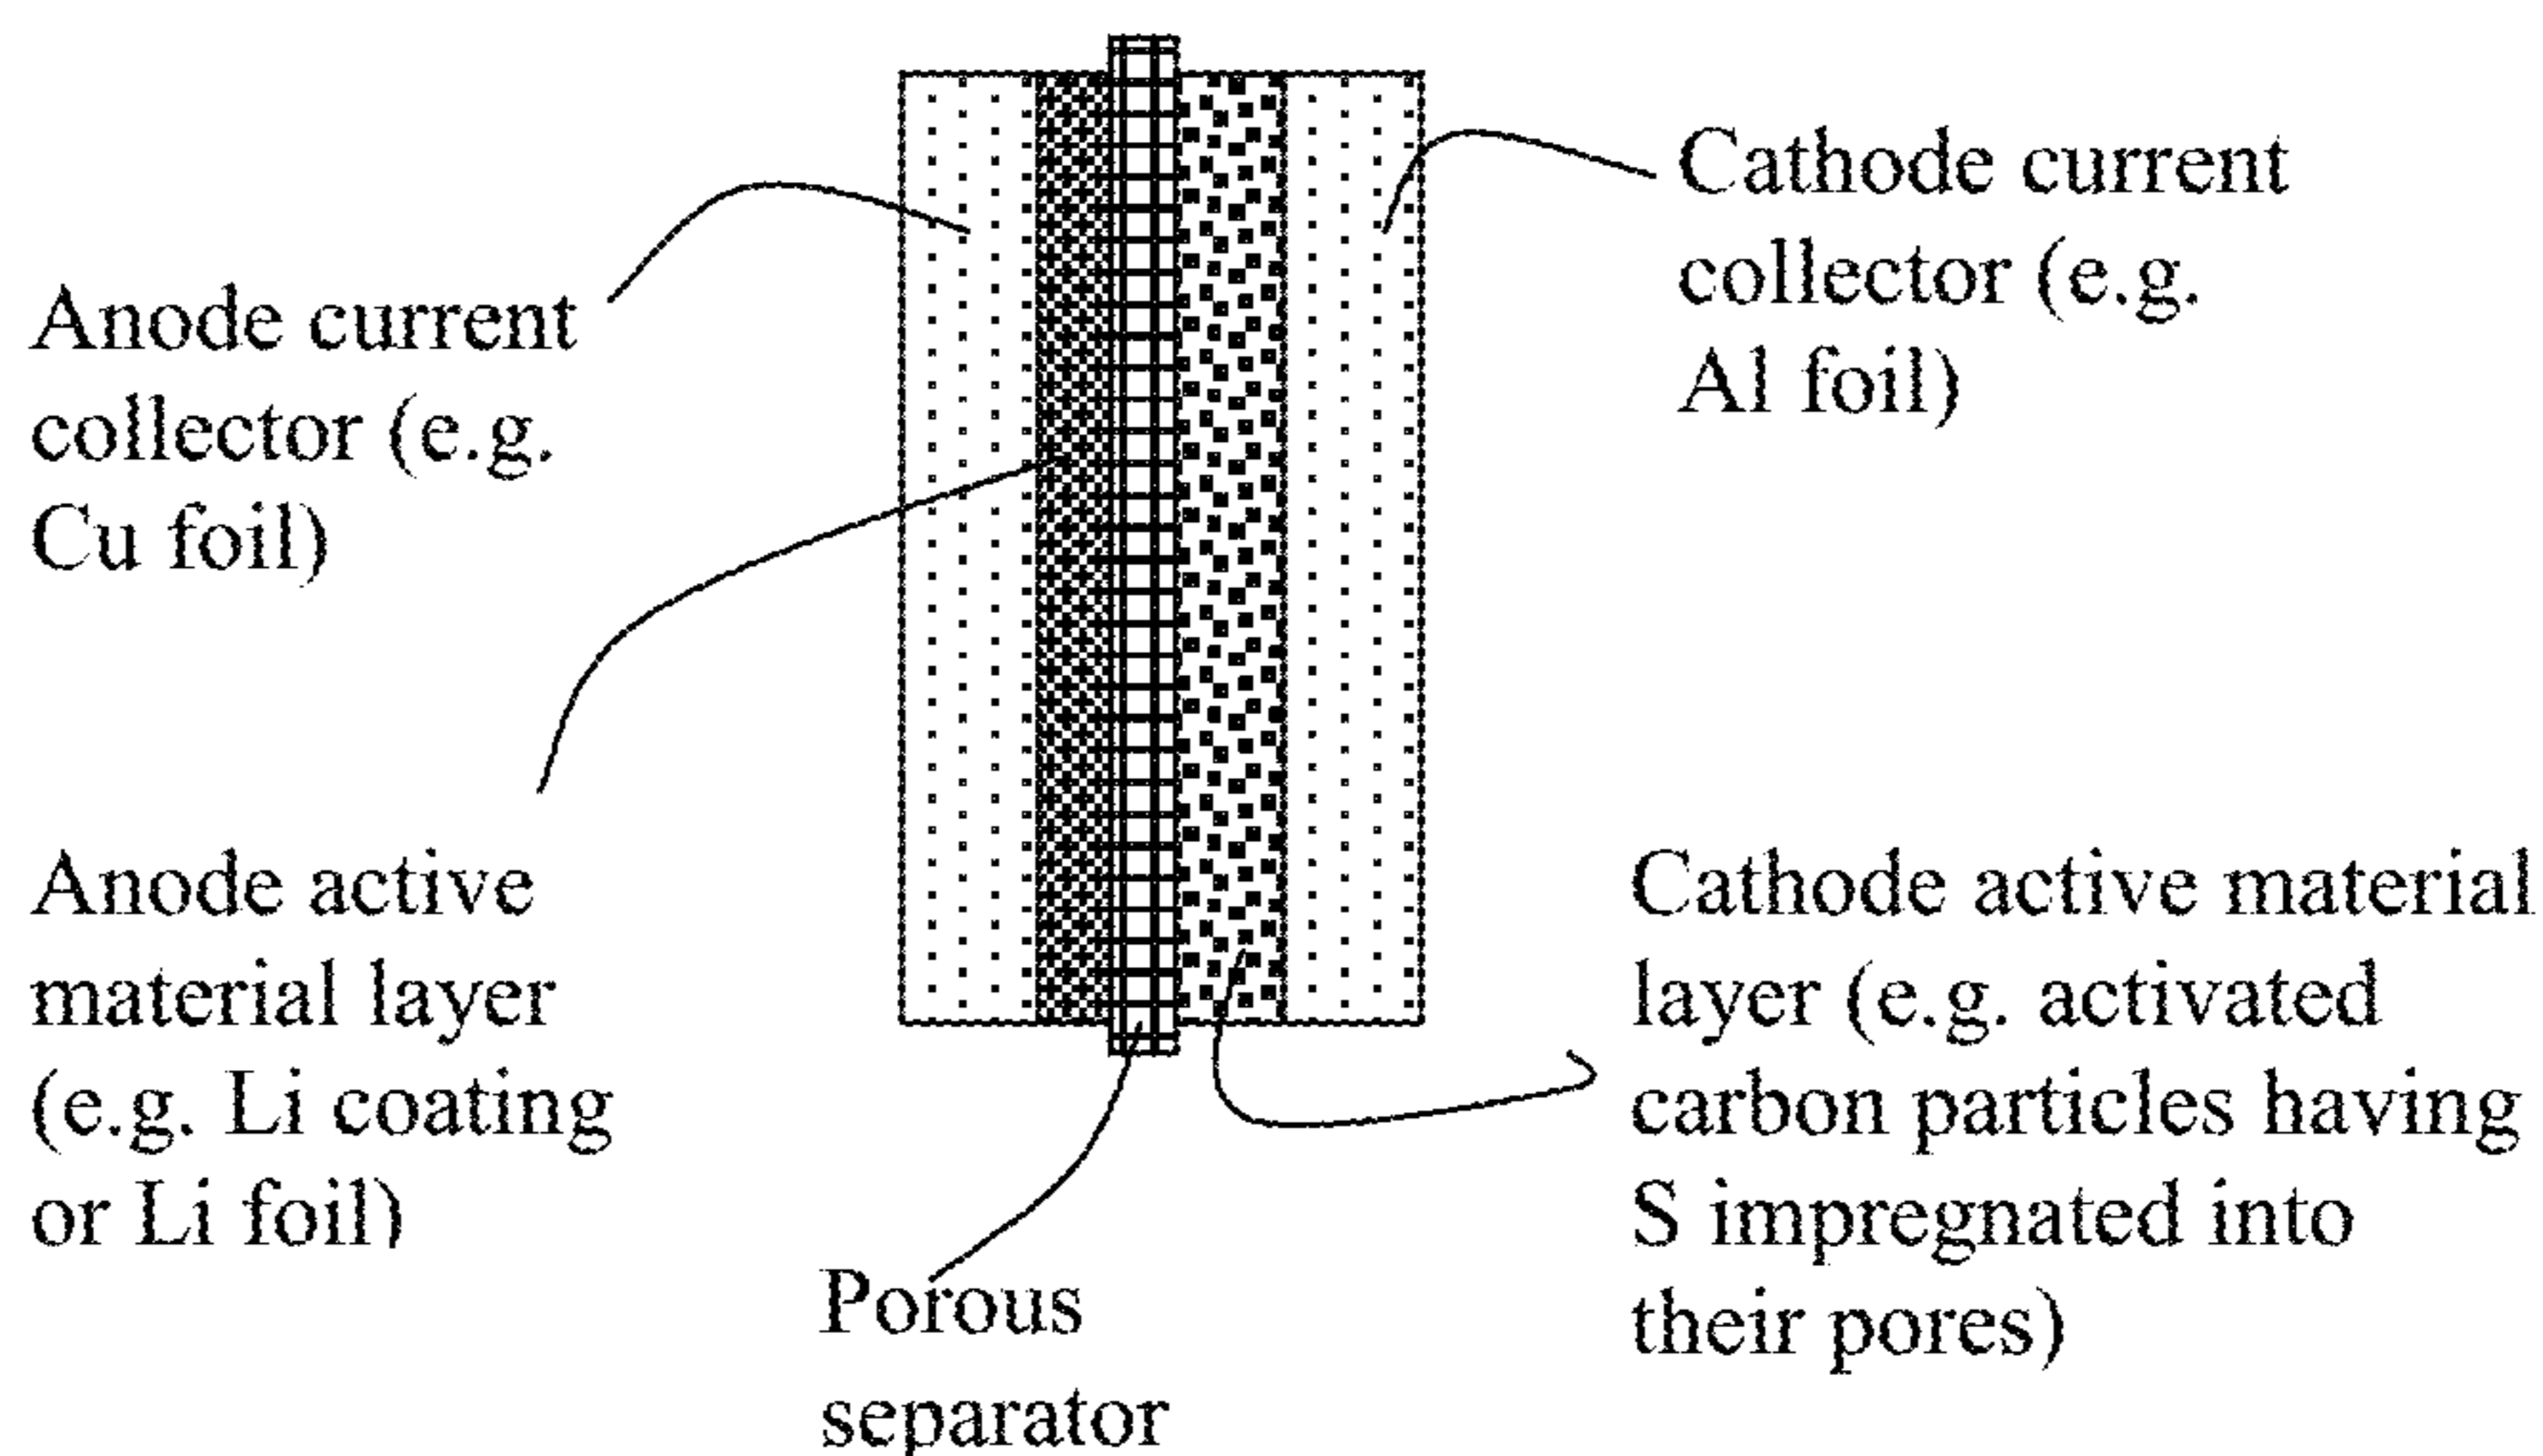 Anode current
collector (e.g.
Cu foil)
Cathode current
collector (e.g.
Al foil)
Anode active
material layer
(e.g. Li coating
or Li foil)
Cathode active material
layer (e.g. activated
carbon particles having
S impregnated into
their pores)
Porous
separator